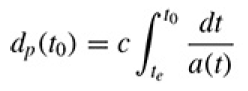 d_p(t_0) = c \int_{t_e}^{t_0} \frac{dt}{a(t)}